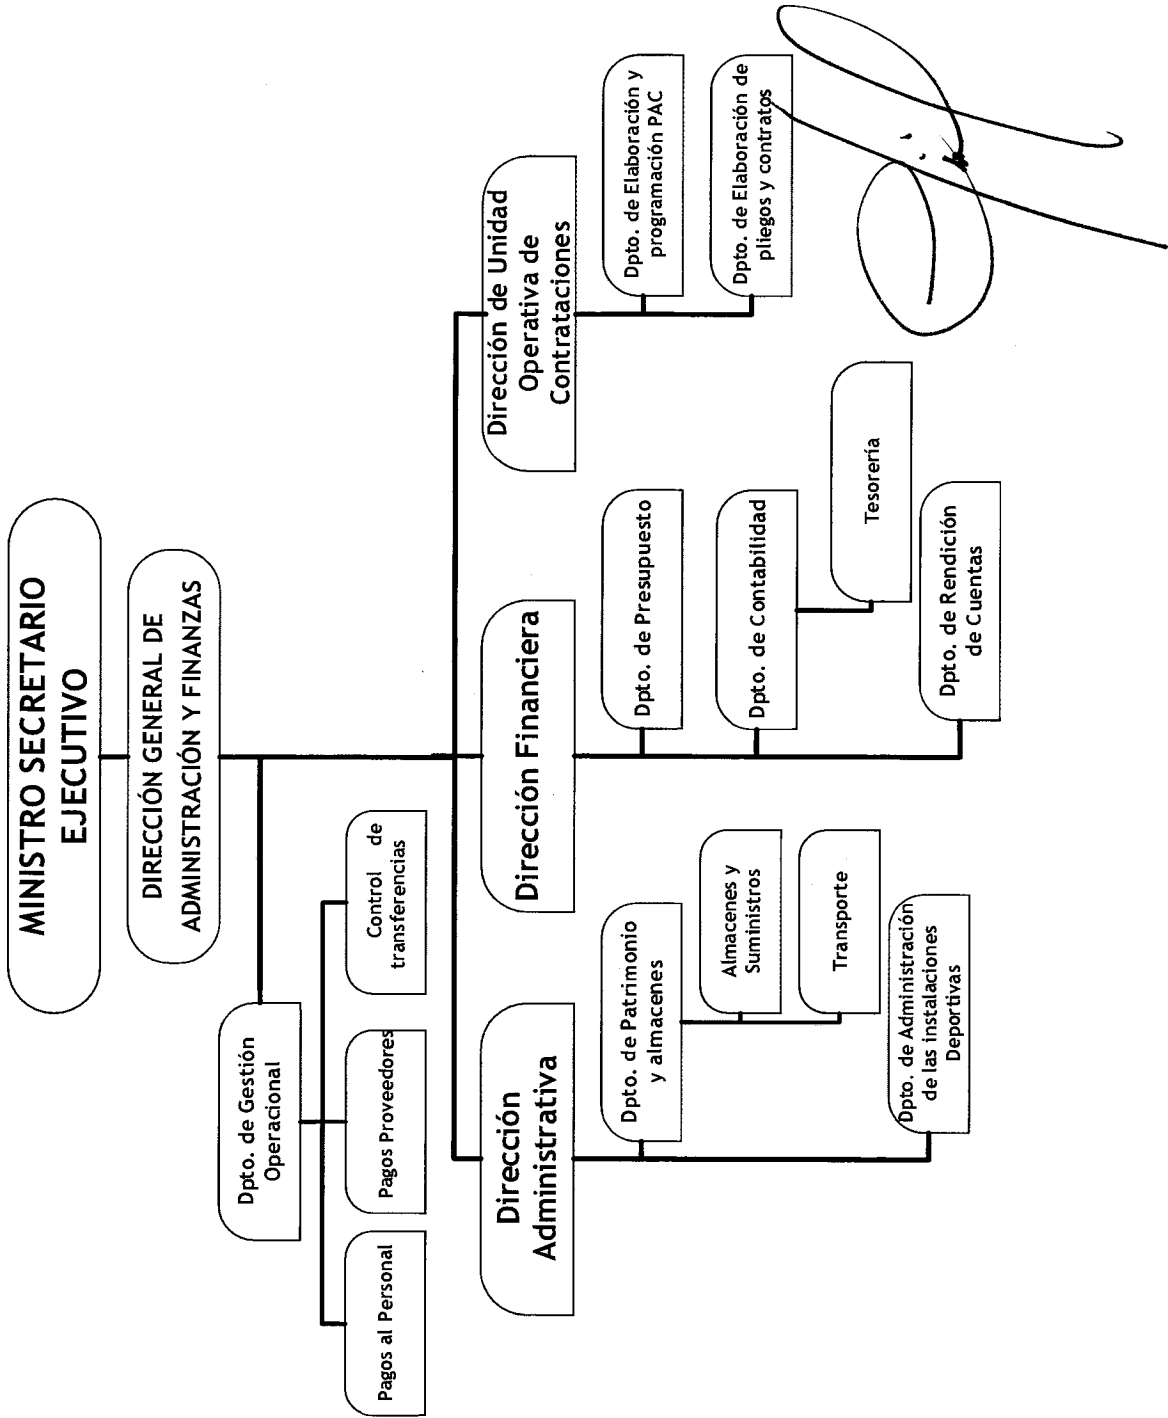 MINISTRO SECRETARIO
EJECUTIVO
DIRECCIÓN GENERAL DE
ADMINISTRACIÓN Y FINANZAS
Dpto. de Gestión
Operacional
Pagos al Personal
Pagos Proveedores
Control de
transferencias
Dirección
Administrativa
Dpto. de Patrimonio
y almacenes
Almacenes y
Suministros
Transporte
Dpto. de Administración
de las instalaciones
Deportivas
Dirección Financiera
Dpto. de Presupuesto
Dpto. de Contabilidad
Tesorería
Dpto. de Rendición
de Cuentas
Dirección de Unidad
Operativa de
Contrataciones
Dpto. de Elaboración y
programación PAC
Dpto. de Elaboración de
pliegos y contratos